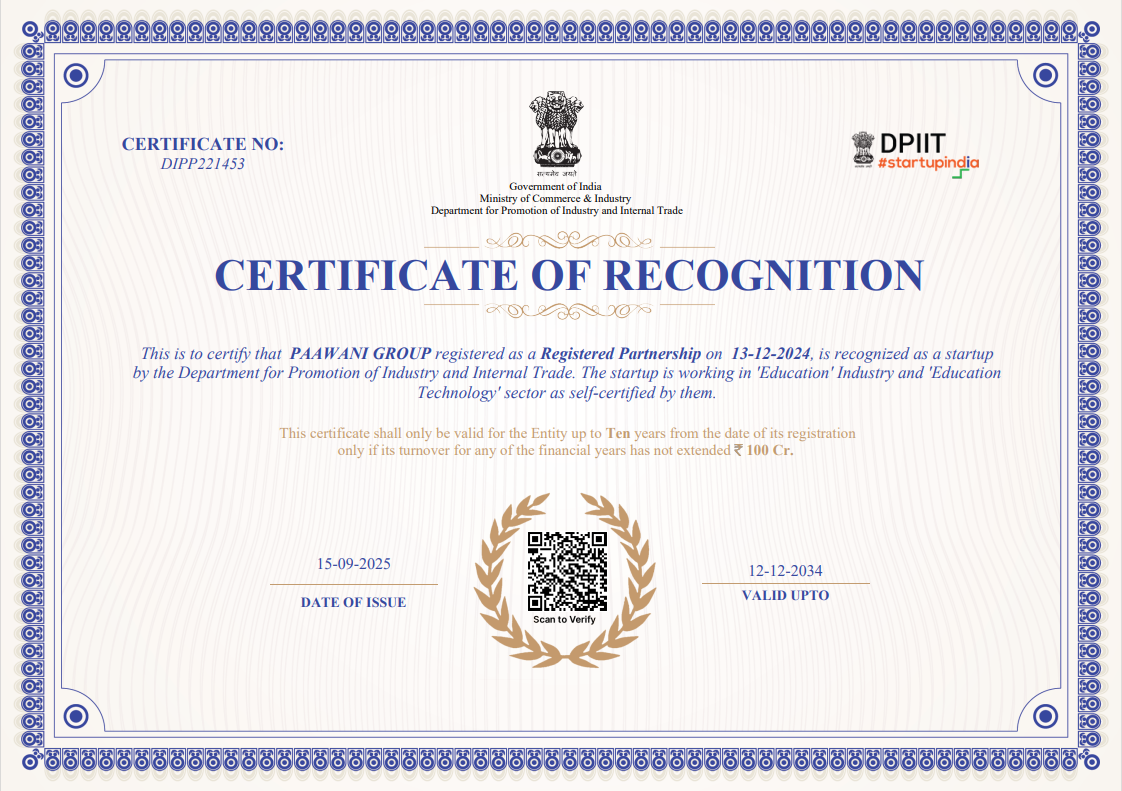 CERTIFICATE NO:
DIPP221453
सत्यमेव जयते
Government of India
Ministry of Commerce & Industry
Department for Promotion of Industry and Internal Trade
DPIIT
#startupindia
CERTIFICATE OF RECOGNITION
This is to certify that PAAWANI GROUP registered as a Registered Partnership on 13-12-2024, is recognized as a startup
by the Department for Promotion of Industry and Internal Trade. The startup is working in 'Education' Industry and 'Education
Technology' sector as self-certified by them.
This certificate shall only be valid for the Entity up to Ten years from the date of its registration
only if its turnover for any of the financial years has not extended ₹ 100 Cr.
15-09-2025
DATE OF ISSUE
Scan to Verify
12-12-2034
VALID UPTO